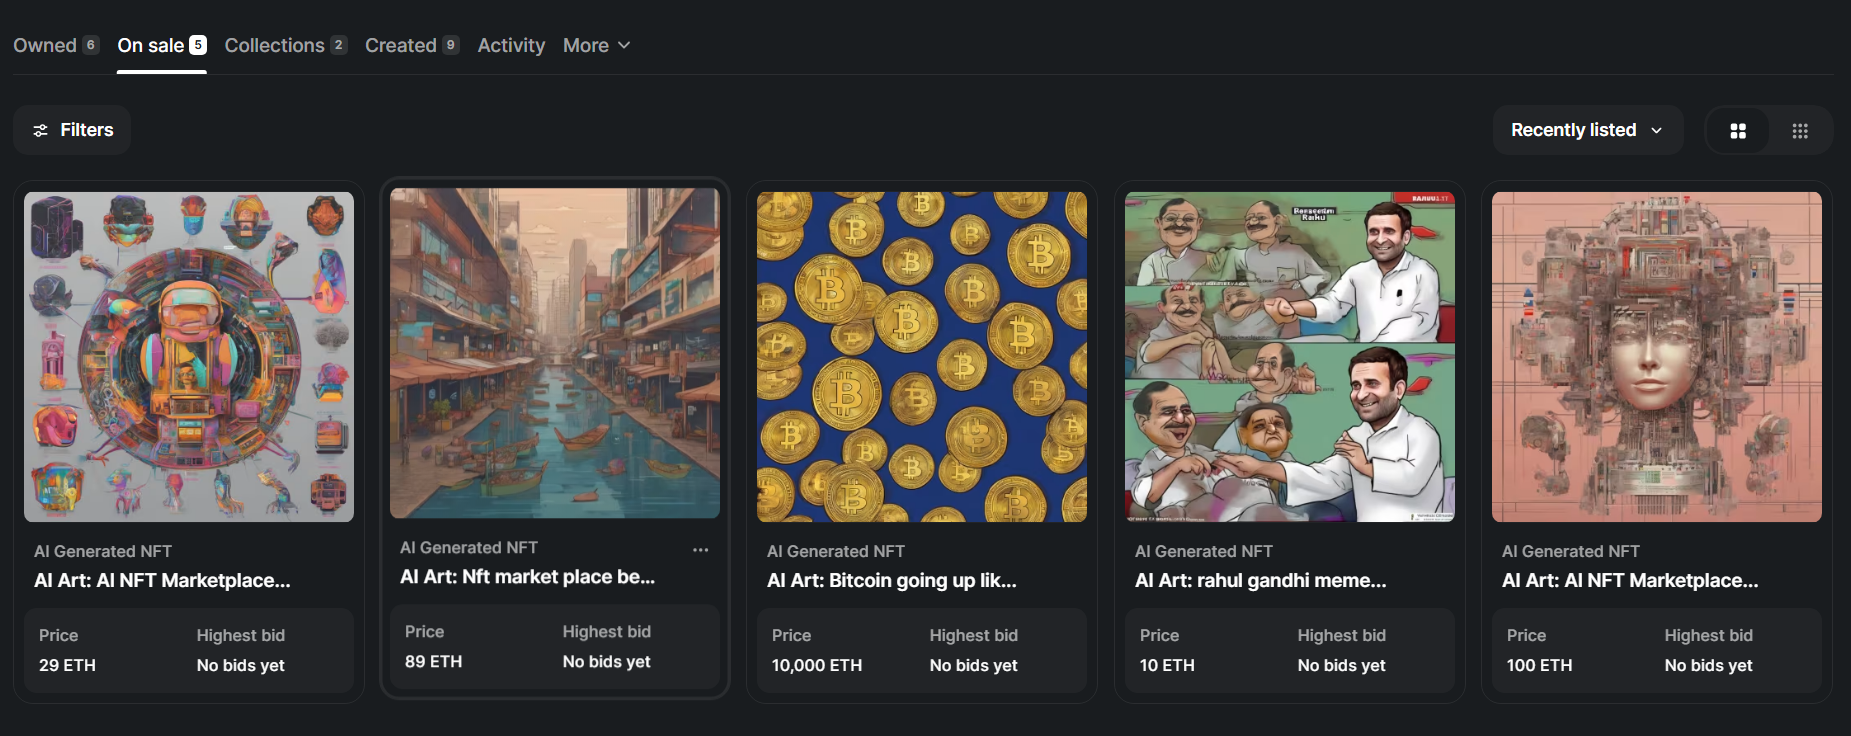 Owned 6 On sale 5 Collections 2 Created 9 Activity More
Filters
Recently listed
AI Generated NFT
AI Art: AI NFT Marketplace...
Price Highest bid
29 ETH No bids yet
AI Generated NFT
AI Art: Nft market place be...
Price Highest bid
89 ETH No bids yet
AI Generated NFT
AI Art: Bitcoin going up lik...
Price Highest bid
10,000 ETH No bids yet
AI Generated NFT
AI Art: rahul gandhi meme...
Price Highest bid
10 ETH No bids yet
AI Generated NFT
AI Art: AI NFT Marketplace...
Price Highest bid
100 ETH No bids yet